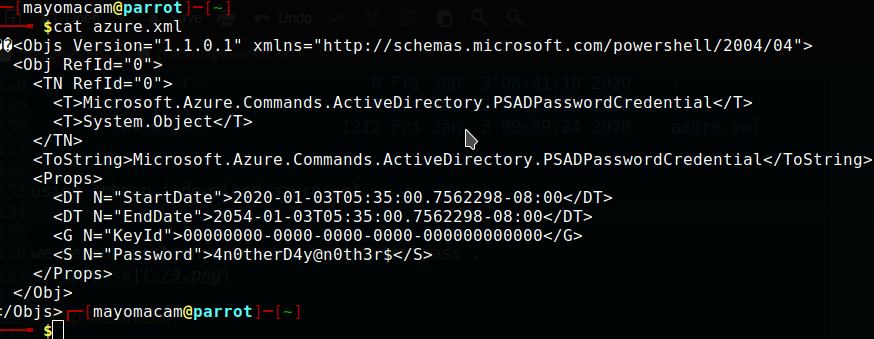 ─[mayomacam@parrot]─[~]
$cat azure.xml
<Objs Version="1.1.0.1" xmlns="http://schemas.microsoft.com/powershell/2004/04">
<Obj RefId="0">
<TN RefId="0">
<T>Microsoft.Azure.Commands.ActiveDirectory.PSADPasswordCredential</T>
<T>System.Object</T>
</TN>
<ToString>Microsoft.Azure.Commands.ActiveDirectory.PSADPasswordCredential</ToString>
<Props>
<DT N="StartDate">2020-01-03T05:35:00.7562298-08:00</DT>
<DT N="EndDate">2054-01-03T05:35:00.7562298-08:00</DT>
<G N="KeyId">00000000-0000-0000-0000-000000000000</G>
<S N="Password">4n0therD4y@n0th3r$</S>
</Props>
</Obj>
</Objs>┌─[mayomacam@parrot]─[~]
$